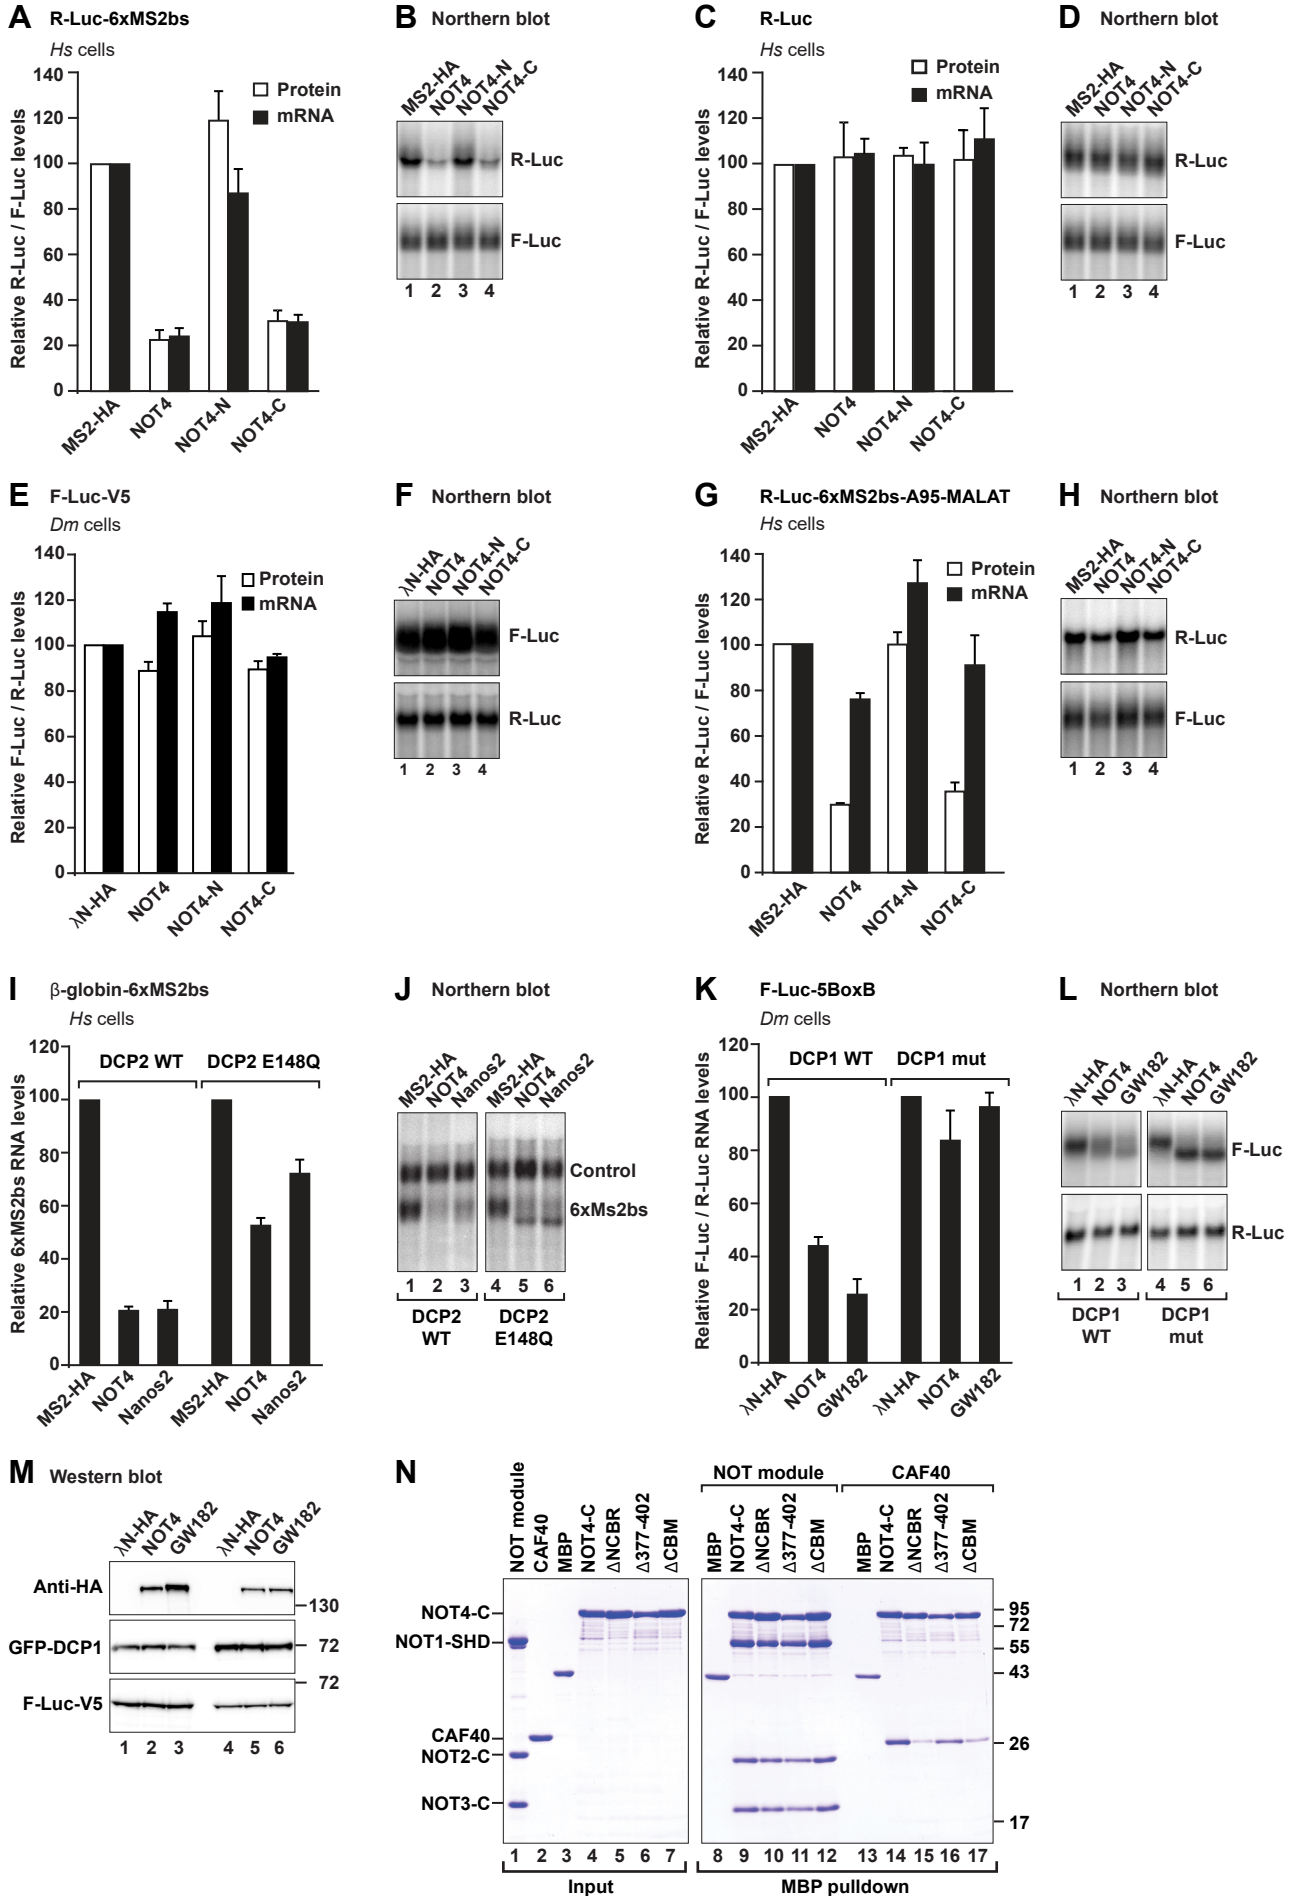 A R-Luc-6xMS2bs
Hs cells
Relative R-Luc / F-Luc levels
140
120
100
80
60
40
20
0
Protein
mRNA
MS2-HA NOT4 NOT4-N NOT4-C
B Northern blot
MS2-HA NOT4 NOT4-N NOT4-C
R-Luc
F-Luc
1 2 3 4
C R-Luc
Hs cells
Relative R-Luc / F-Luc levels
140
120
100
80
60
40
20
0
Protein
mRNA
MS2-HA NOT4 NOT4-N NOT4-C
D Northern blot
MS2-HA NOT4 NOT4-N NOT4-C
R-Luc
F-Luc
1 2 3 4
E F-Luc-V5
Dm cells
Relative F-Luc / R-Luc levels
140
120
100
80
60
40
20
0
Protein
mRNA
λN-HA NOT4 NOT4-N NOT4-C
F Northern blot
λN-HA NOT4 NOT4-N NOT4-C
F-Luc
R-Luc
1 2 3 4
G R-Luc-6xMS2bs-A95-MALAT
Hs cells
Relative R-Luc / F-Luc levels
140
120
100
80
60
40
20
0
Protein
mRNA
MS2-HA NOT4 NOT4-N NOT4-C
H Northern blot
MS2-HA NOT4 NOT4-N NOT4-C
R-Luc
F-Luc
1 2 3 4
I β-globin-6xMS2bs
Hs cells
Relative 6xMS2bs RNA levels
120
100
80
60
40
20
0
DCP2 WT DCP2 E148Q
MS2-HA NOT4 Nanos2 MS2-HA NOT4 Nanos2
J Northern blot
MS2-HA NOT4 Nanos2 MS2-HA NOT4 Nanos2
Control
6xMs2bs
1 2 3 4 5 6
DCP2 WT DCP2 E148Q
K F-Luc-5BoxB
Dm cells
Relative F-Luc / R-Luc RNA levels
120
100
80
60
40
20
0
DCP1 WT DCP1 mut
λN-HA NOT4 GW182 λN-HA NOT4 GW182
L Northern blot
λN-HA NOT4 GW182 λN-HA NOT4 GW182
F-Luc
R-Luc
1 2 3 4 5 6
DCP1 WT DCP1 mut
M Western blot
λN-HA NOT4 GW182 λN-HA NOT4 GW182
Anti-HA
130
GFP-DCP1 72
72
F-Luc-V5
1 2 3 4 5 6
N
NOT module CAF40
NOT module CAF40 MBP NOT4-C ΔNCBR Δ377-402 ΔCBM MBP NOT4-C ΔNCBR Δ377-402 ΔCBM MBP NOT4-C ΔNCBR Δ377-402 ΔCBM
NOT4-C
NOT1-SHD
CAF40
NOT2-C
NOT3-C
95
72
55
43
26
17
1 2 3 4 5 6 7 8 9 10 11 12 13 14 15 16 17
Input MBP pulldown